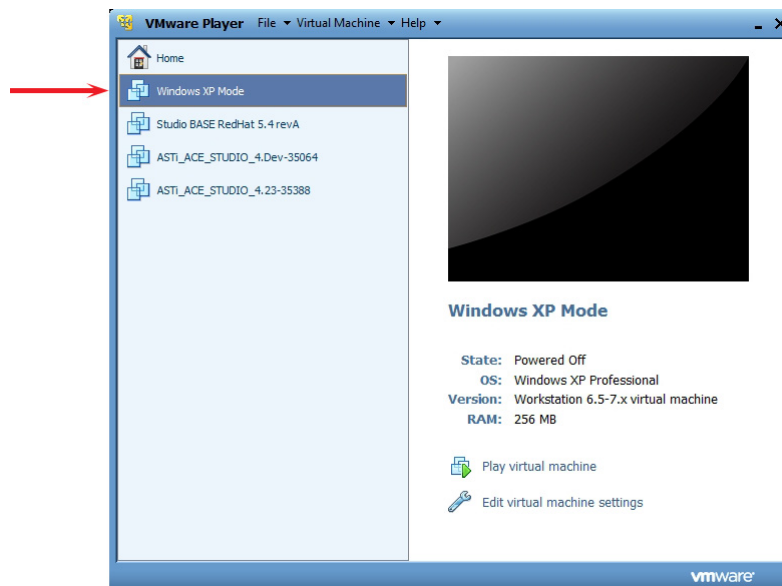 VMware Player File Virtual Machine Help
Home
Windows XP Mode
Studio BASE RedHat 5.4 revA
ASTi_ACE_STUDIO_4.Dev-35064
ASTi_ACE_STUDIO_4.23-35388
Windows XP Mode
State: Powered Off
OS: Windows XP Professional
Version: Workstation 6.5-7.x virtual machine
RAM: 256 MB
Play virtual machine
Edit virtual machine settings
vmware